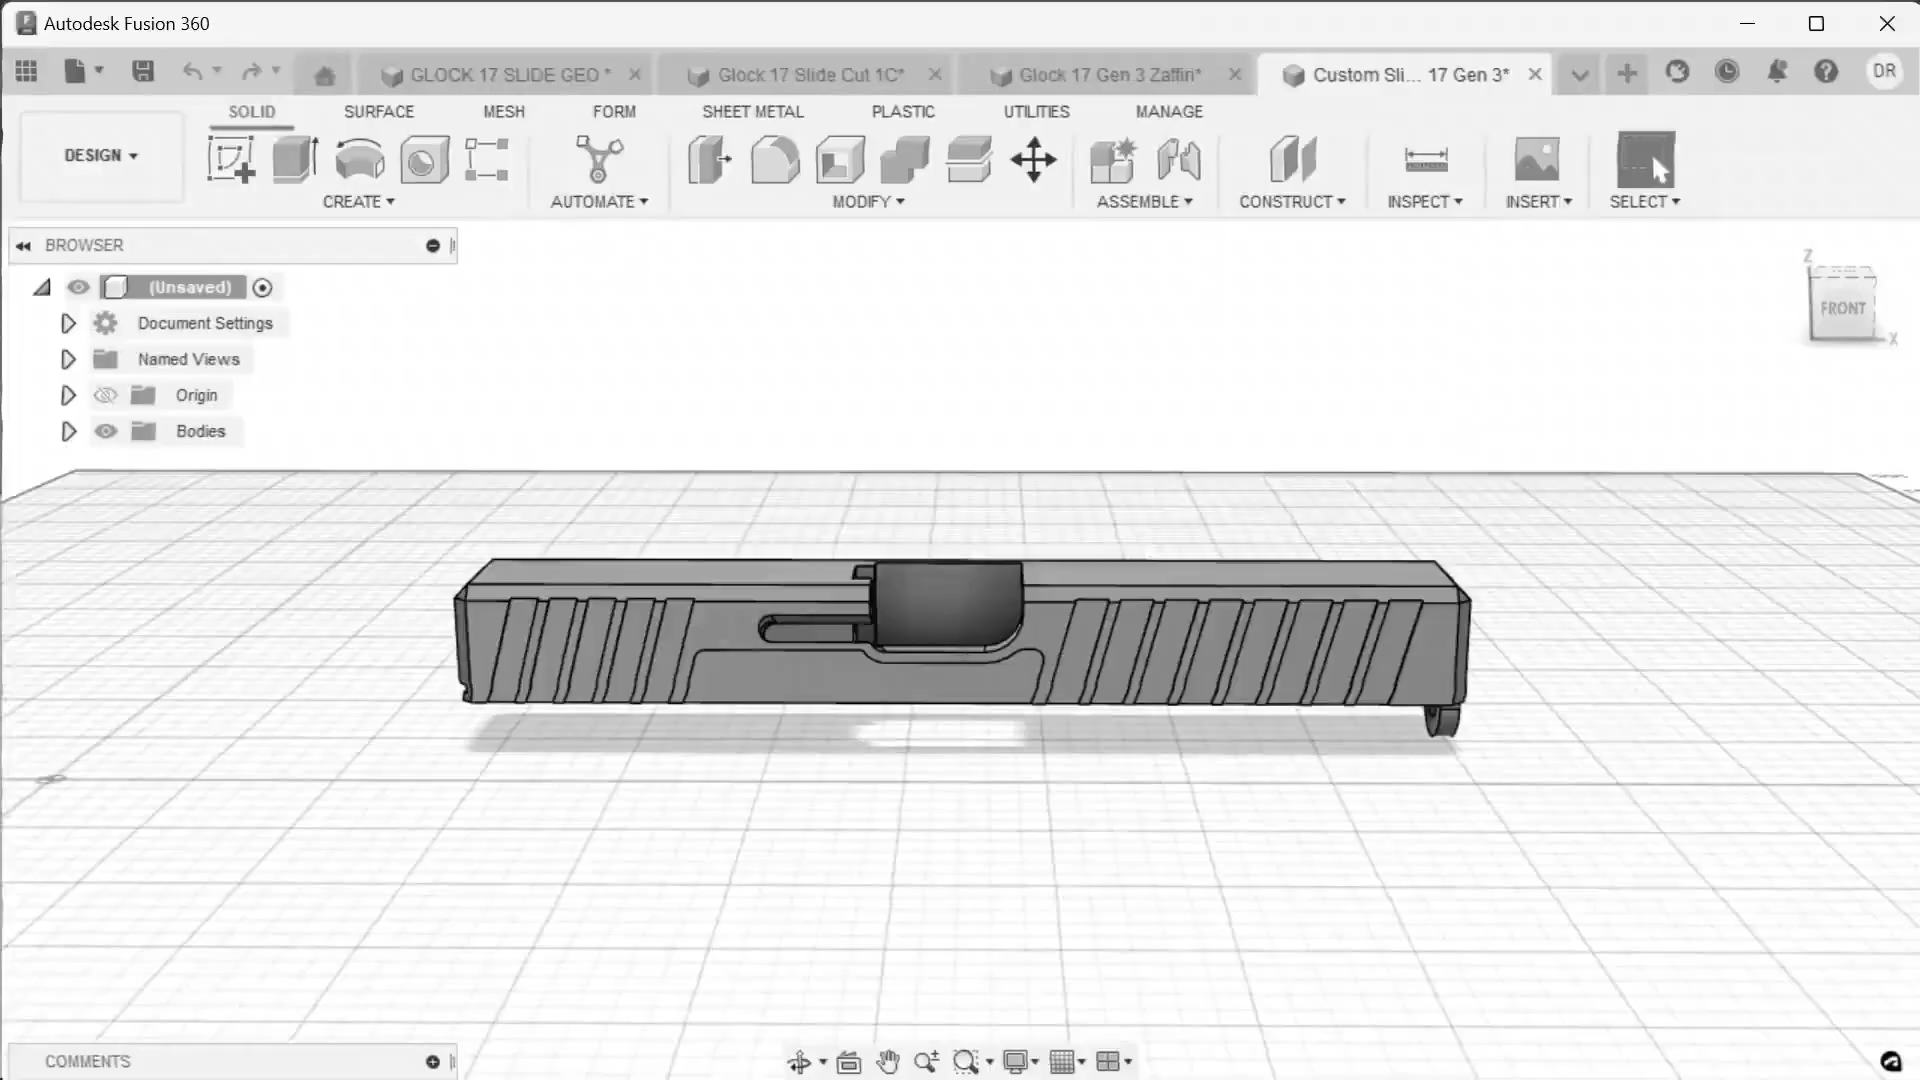 Autodesk Fusion 360
GLOCK 17 SLIDE GEO *
Glock 17 Slide Cut 1C*
Glock 17 Gen 3 Zaffiri*
Custom Sli... 17 Gen 3*
DR
SOLID
SURFACE
MESH
FORM
SHEET METAL
PLASTIC
UTILITIES
MANAGE
DESIGN
CREATE
AUTOMATE
MODIFY
ASSEMBLE
CONSTRUCT
INSPECT
INSERT
SELECT
BROWSER
(Unsaved)
Document Settings
Named Views
Origin
Bodies
Z
FRONT
X
COMMENTS